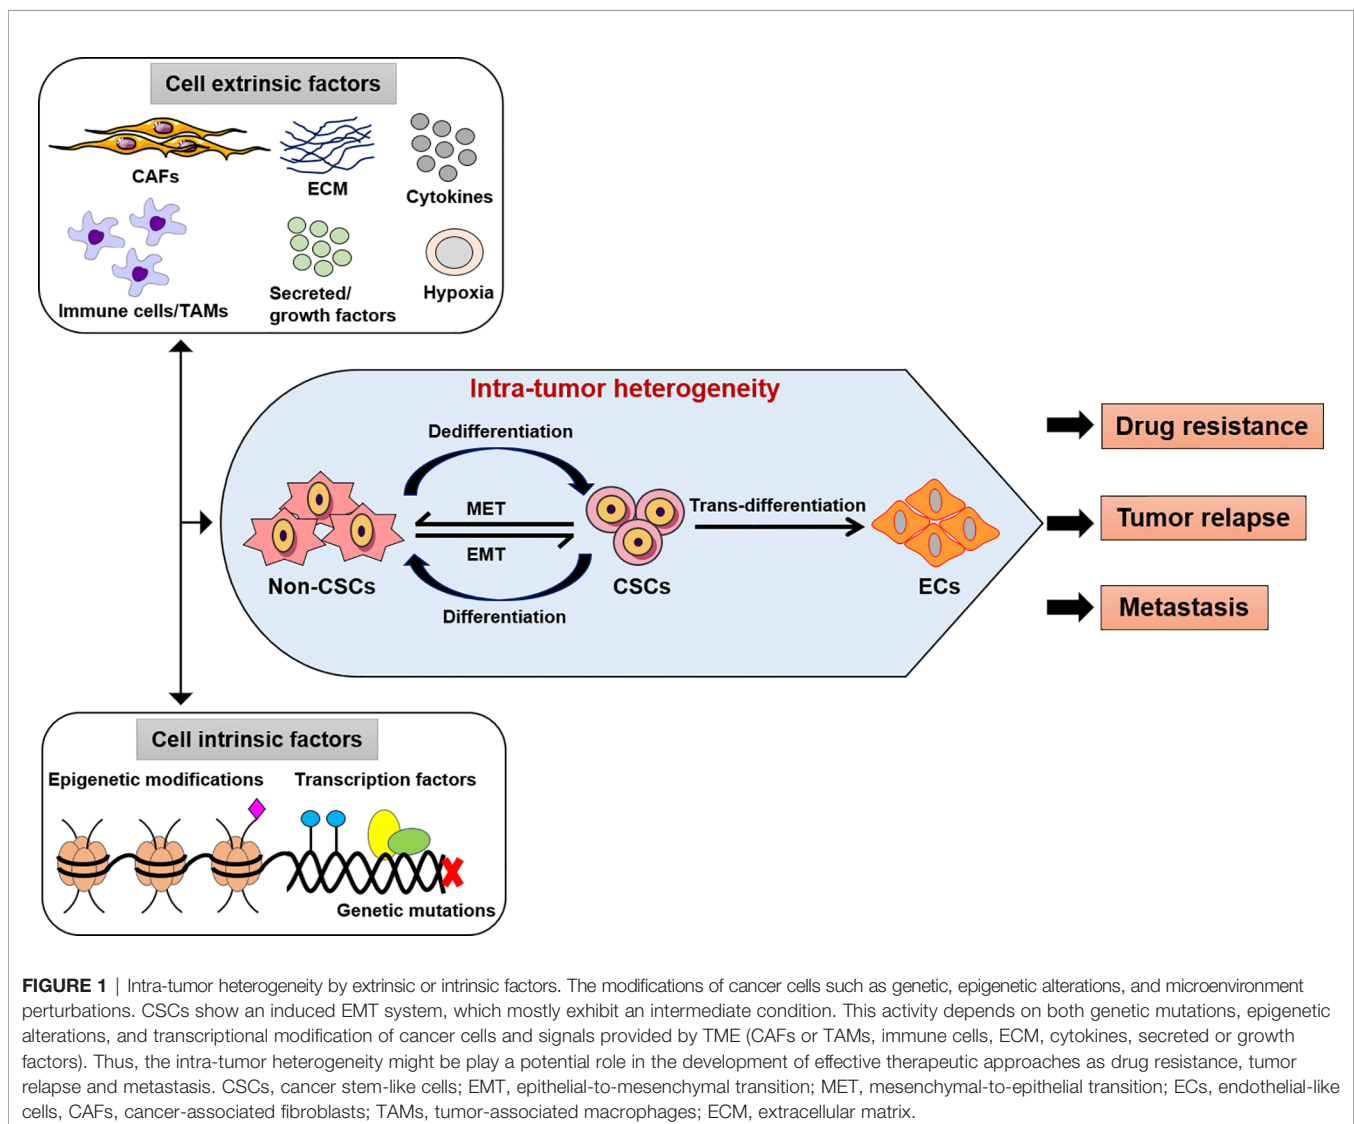 Cell extrinsic factors
CAFs
ECM
Cytokines
Immune cells/TAMs
Secreted/
growth factors
Hypoxia
Intra-tumor heterogeneity
Dedifferentiation
MET
EMT
Trans-differentiation
Non-CSCs
CSCs
ECs
Differentiation
Drug resistance
Tumor relapse
Metastasis
Cell intrinsic factors
Epigenetic modifications
Transcription factors
Genetic mutations
FIGURE 1 | Intra-tumor heterogeneity by extrinsic or intrinsic factors. The modifications of cancer cells such as genetic, epigenetic alterations, and microenvironment
perturbations. CSCs show an induced EMT system, which mostly exhibit an intermediate condition. This activity depends on both genetic mutations, epigenetic
alterations, and transcriptional modification of cancer cells and signals provided by TME (CAFs or TAMs, immune cells, ECM, cytokines, secreted or growth
factors). Thus, the intra-tumor heterogeneity might be play a potential role in the development of effective therapeutic approaches as drug resistance, tumor
relapse and metastasis. CSCs, cancer stem-like cells; EMT, epithelial-to-mesenchymal transition; MET, mesenchymal-to-epithelial transition; ECs, endothelial-like
cells, CAFs, cancer-associated fibroblasts; TAMs, tumor-associated macrophages; ECM, extracellular matrix.